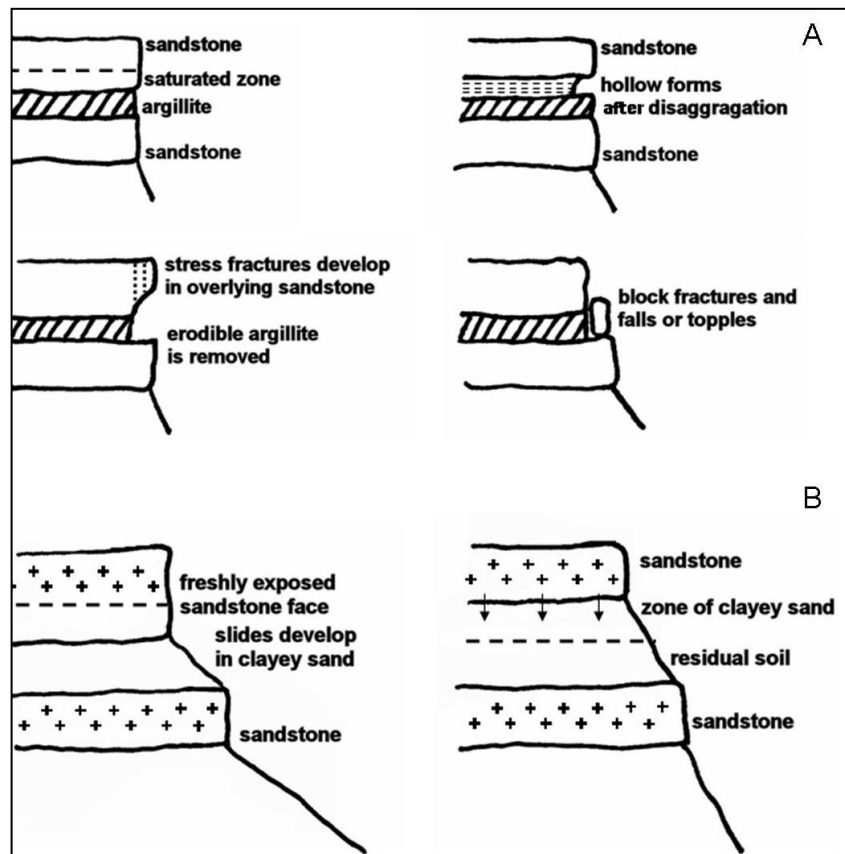 A
sandstone
saturated zone
argillite
sandstone
sandstone
hollow forms
after disaggragation
sandstone
stress fractures develop
in overlying sandstone
erodible argillite
is removed
block fractures and
falls or topples
B
freshly exposed
sandstone face
slides develop
in clayey sand
sandstone
sandstone
zone of clayey sand
residual soil
sandstone